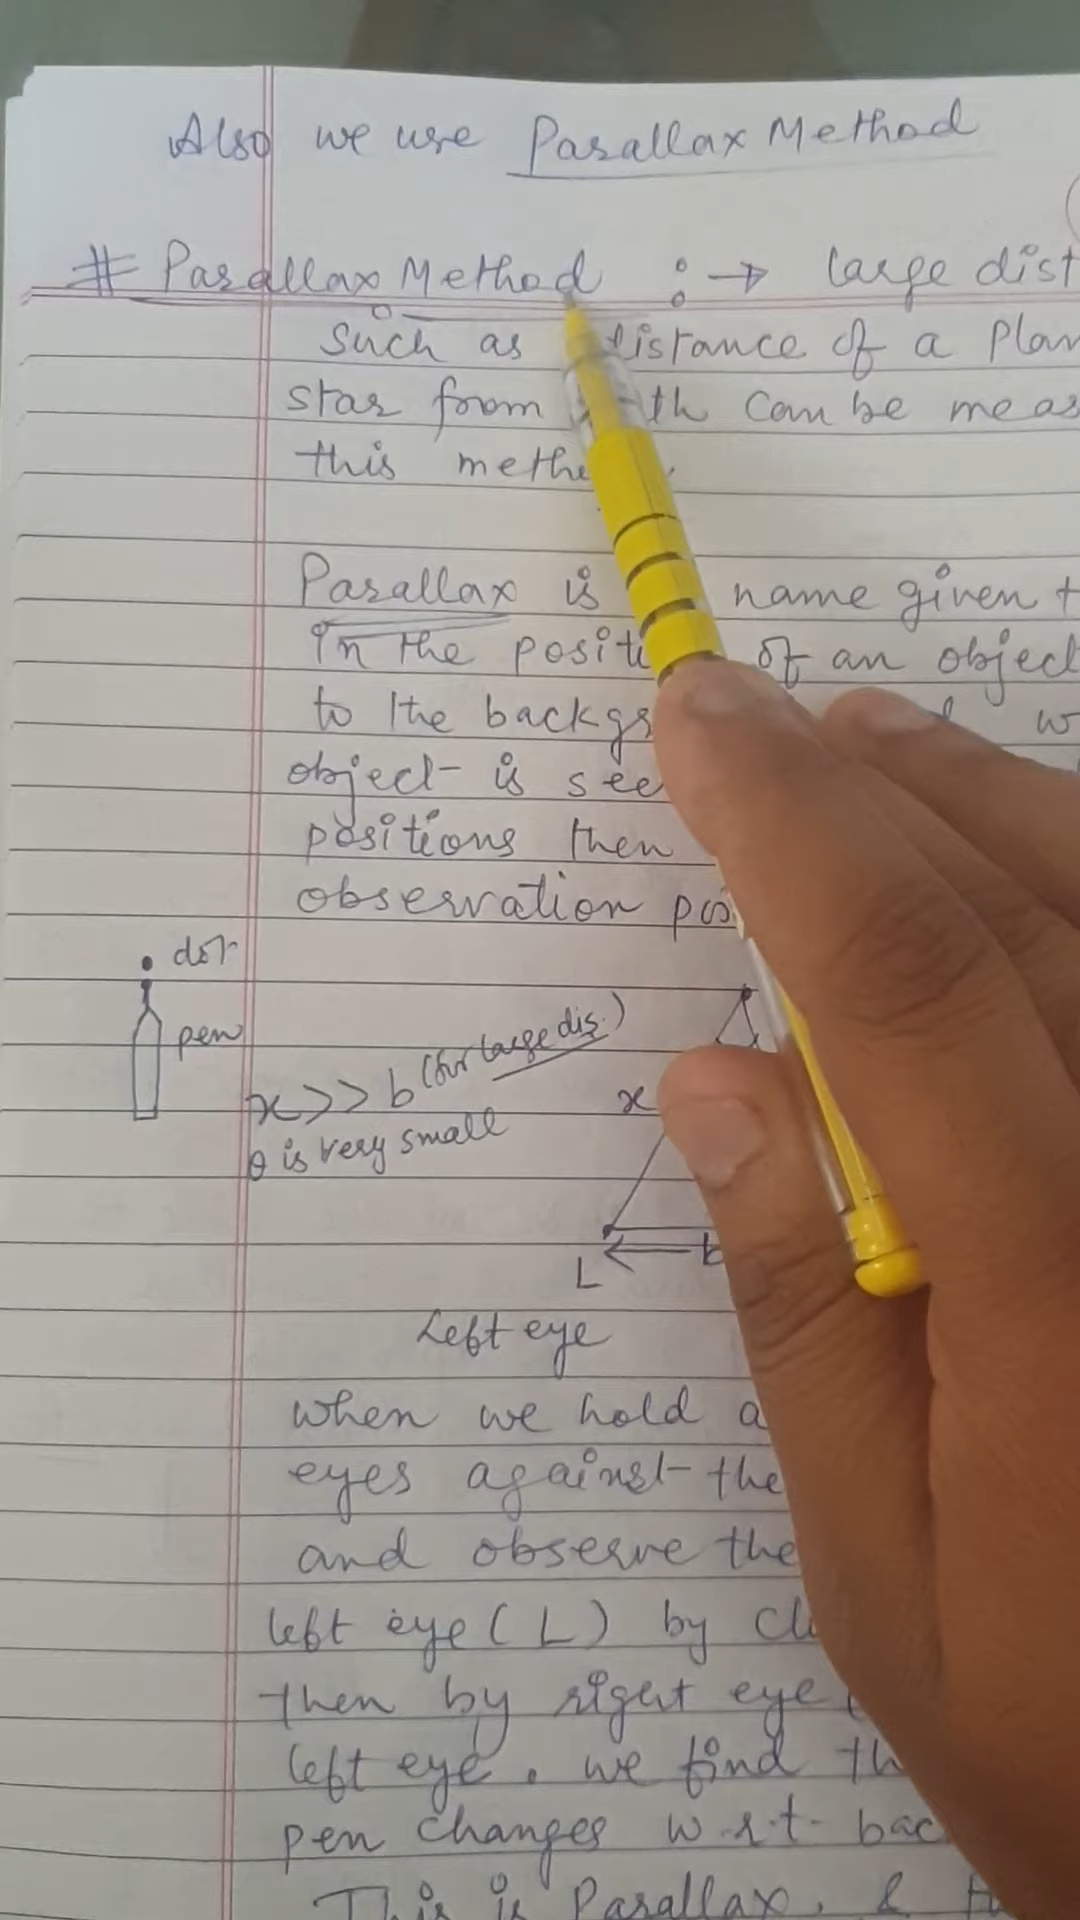 Also we use Parallax Method
# Parallax Method :→ large dist
such as distance of a Plan
star from th can be meas
this meth
Parallax is name given t
in the posit of an object
to the backgr w
object is see
positions then
observation pos
dot
pen
x>> b (for large dis.)
θ is very small
x
b
L
Left eye
when we hold a
eyes against the
and observe the
left eye (L) by cl
then by right eye (
left eye. we find th
pen changes w.r.t. bac
This is Parallax. &